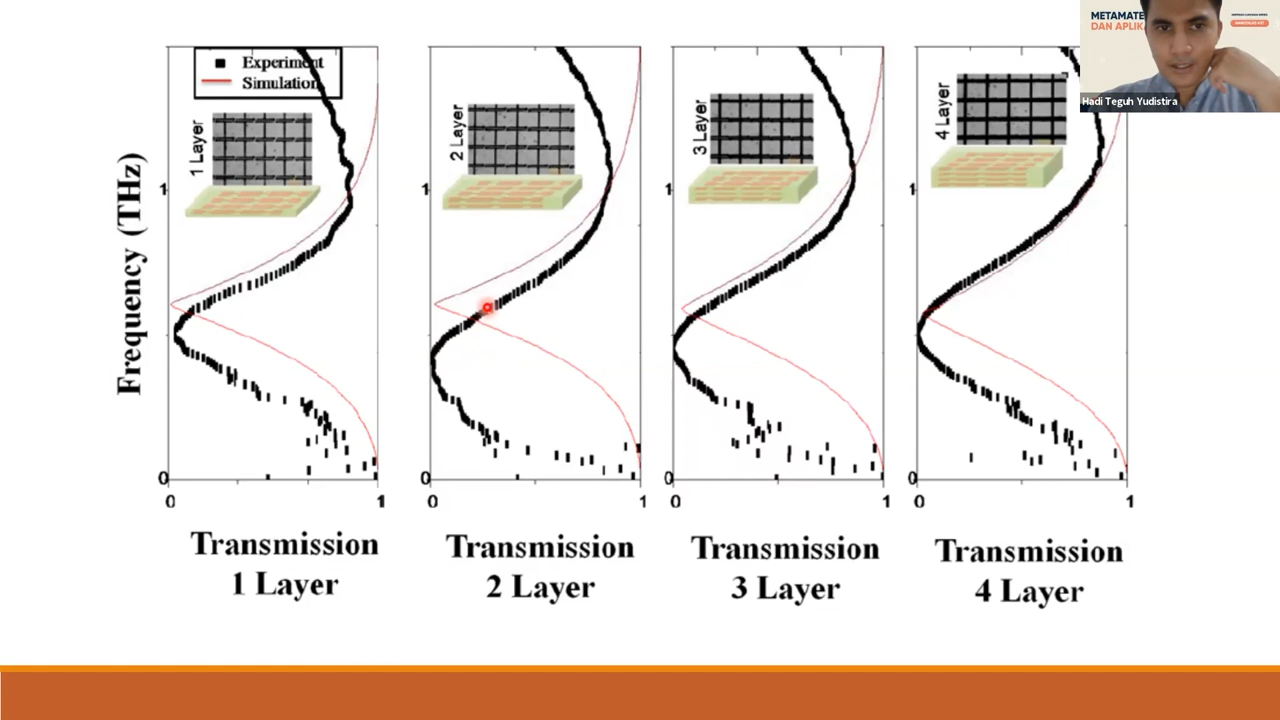 METAMATE
DAN APLIK
Hadi Teguh Yudistira
Experiment
Simulation
1 Layer
2 Layer
3 Layer
4 Layer
Frequency (THz)
1
0
0
1
1
0
0
1
1
0
0
1
1
0
0
1
Transmission
1 Layer
Transmission
2 Layer
Transmission
3 Layer
Transmission
4 Layer